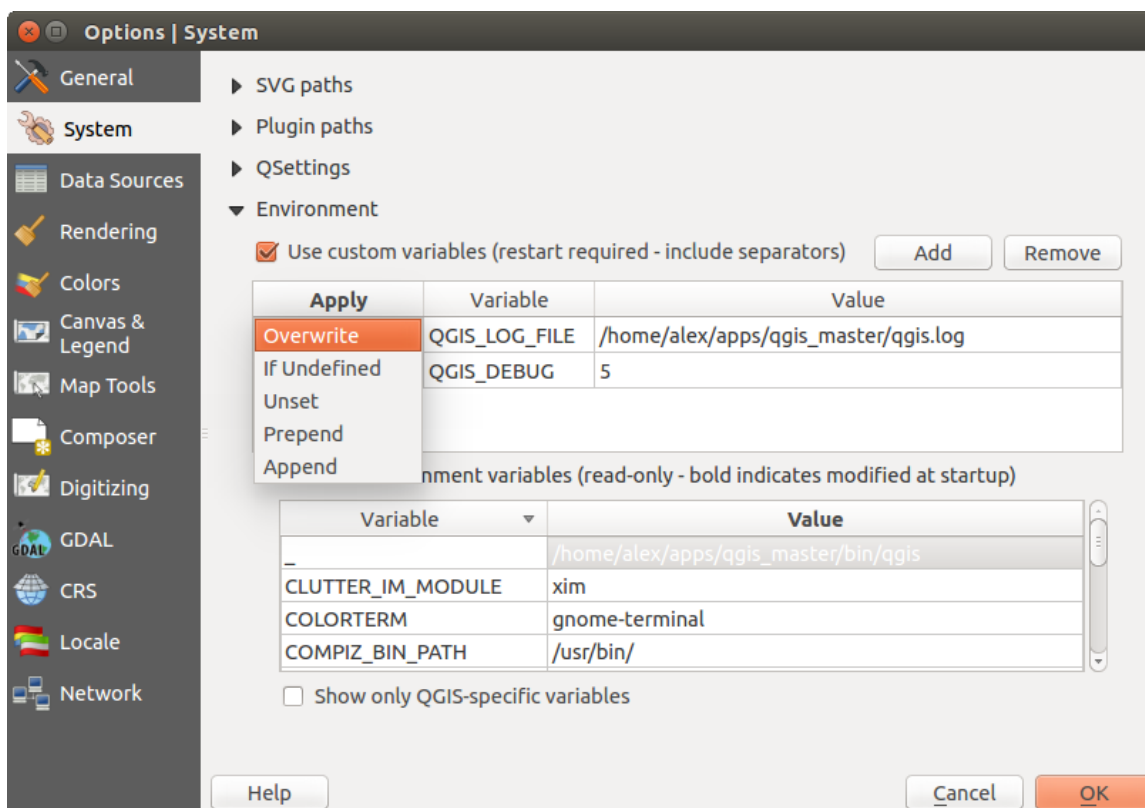 Options | System
General
System
Data Sources
Rendering
Colors
Canvas &
Legend
Map Tools
Composer
Digitizing
GDAL
GDAL
CRS
Locale
Network
SVG paths
Plugin paths
QSettings
Environment
Use custom variables (restart required - include separators) Add Remove
Apply Variable Value
Overwrite QGIS_LOG_FILE /home/alex/apps/qgis_master/qgis.log
If Undefined QGIS_DEBUG 5
Unset
Prepend
Append
nment variables (read-only - bold indicates modified at startup)
Variable Value
_ /home/alex/apps/qgis_master/bin/qgis
CLUTTER_IM_MODULE xim
COLORTERM gnome-terminal
COMPIZ_BIN_PATH /usr/bin/
Show only QGIS-specific variables
Help Cancel OK